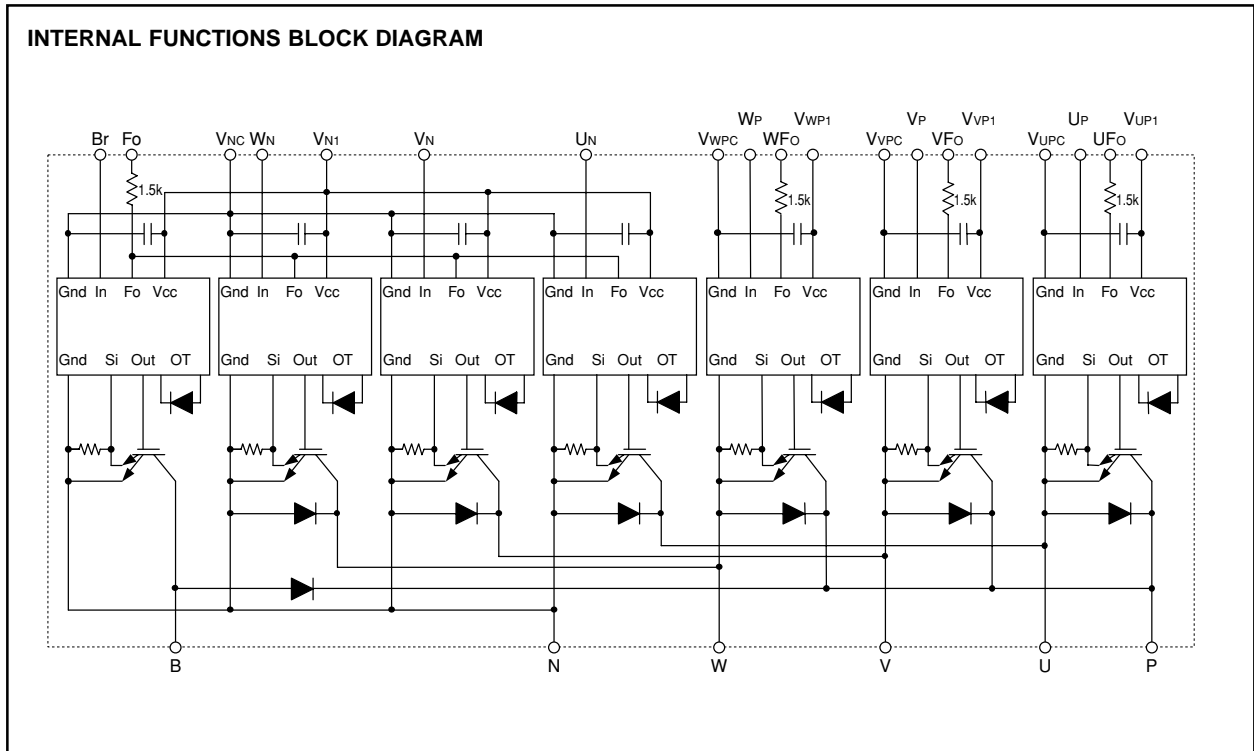 INTERNAL FUNCTIONS BLOCK DIAGRAM
WP VWP1 VP VVP1 UP VUP1
Br Fo VNC WN VN1 VN UN VWPC WFO VVPC VFO VUPC UFO
1.5k 1.5k 1.5k 1.5k
Gnd In Fo Vcc Gnd In Fo Vcc Gnd In Fo Vcc Gnd In Fo Vcc Gnd In Fo Vcc Gnd In Fo Vcc Gnd In Fo Vcc
Gnd Si Out OT Gnd Si Out OT Gnd Si Out OT Gnd Si Out OT Gnd Si Out OT Gnd Si Out OT Gnd Si Out OT
B N W V U P